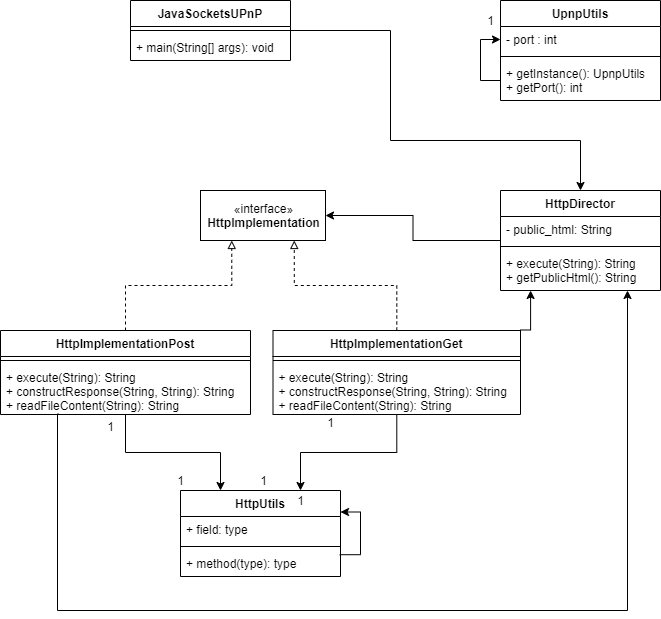 JavaSocketsUPnP
+ main(String[] args): void
1
UpnpUtils
- port : int
+ getInstance(): UpnpUtils
+ getPort(): int
«interface»
HttpImplementation
HttpDirector
- public_html: String
+ execute(String): String
+ getPublicHtml(): String
HttpImplementationPost
+ execute(String): String
+ constructResponse(String, String): String
+ readFileContent(String): String
HttpImplementationGet
+ execute(String): String
+ constructResponse(String, String): String
+ readFileContent(String): String
1
1
1
1
HttpUtils
1
+ field: type
+ method(type): type